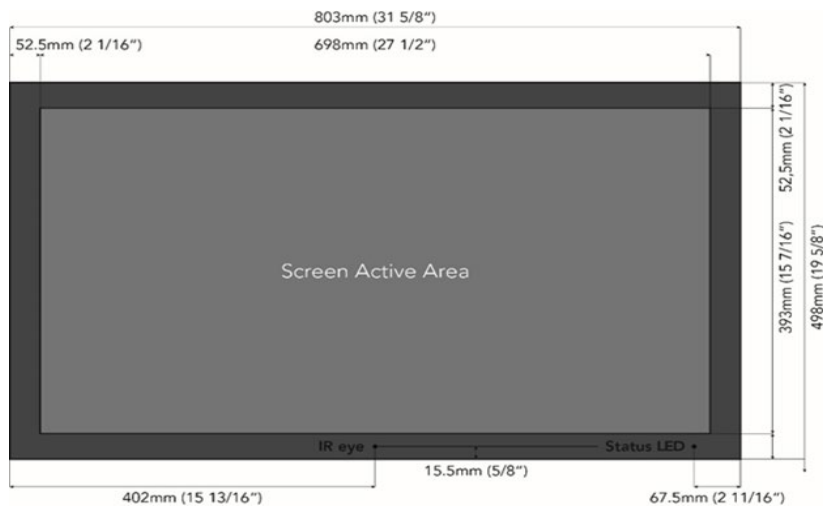 803mm (31 5/8“)
52.5mm (2 1/16“)
698mm (27 1/2“)
52,5mm (2 1/16“)
393mm (15 7/16“)
498mm (19 5/8“)
Screen Active Area
IR eye
Status LED
15.5mm (5/8“)
402mm (15 13/16“)
67.5mm (2 11/16“)